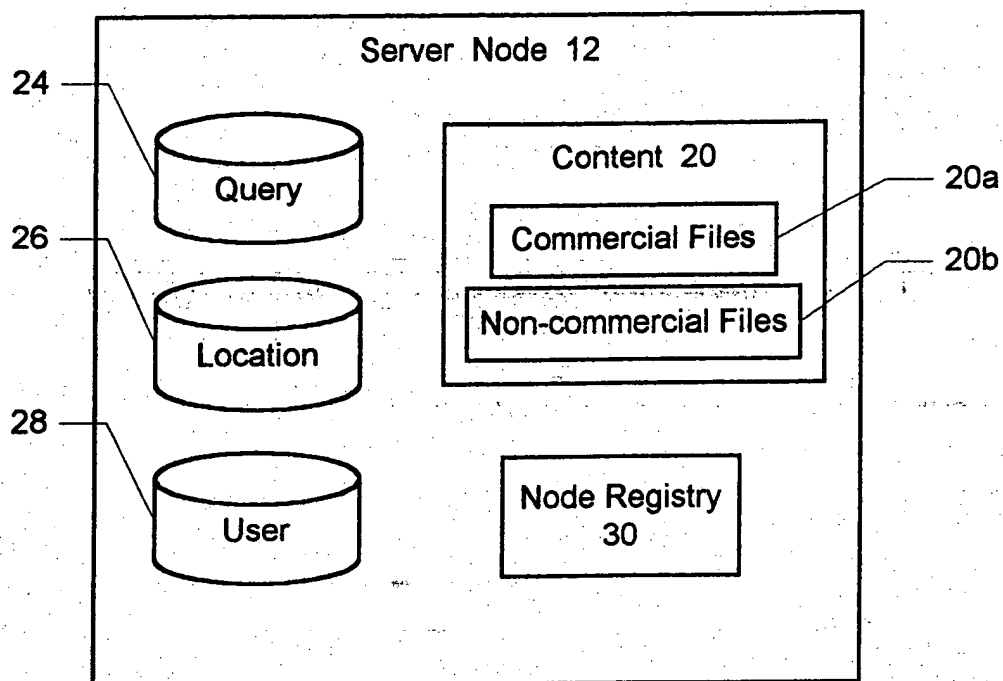 Server Node 12
24
Query
Content 20
20a
Commercial Files
26
20b
Non-commercial Files
Location
28
Node Registry
30
User